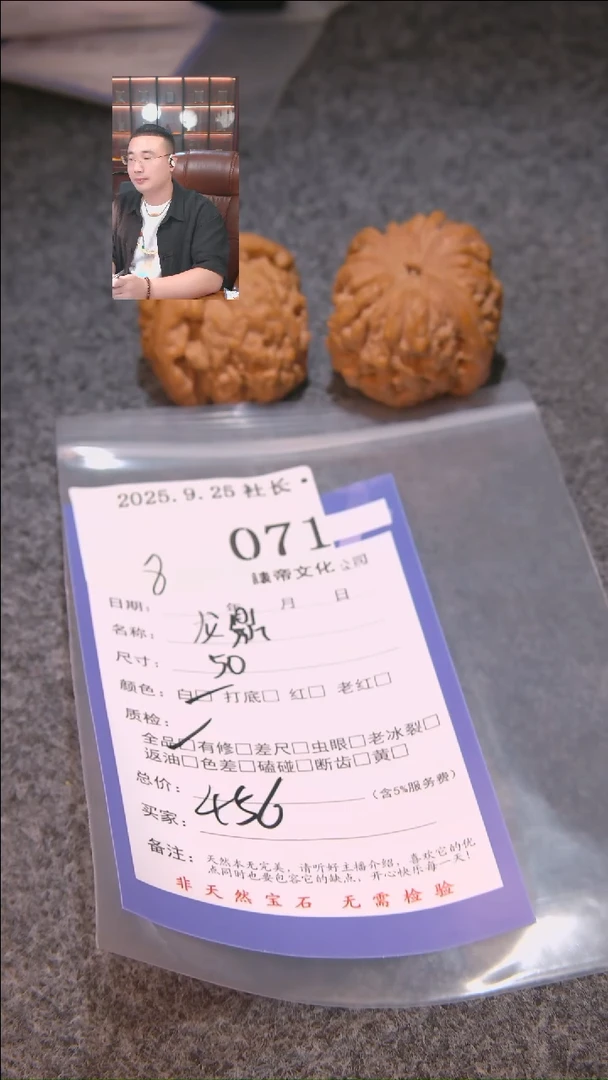 2025.9.25 社长
071
8
謙帝文化 公司
日期： 年 月 日
名称： 龙鼎
尺寸： 50
颜色：白□ 打底□ 红□ 老红□
质检：
全品□有修□差尺□虫眼□老冰裂□
返油□色差□磕碰□断齿□黄□
总价： 456 （含5%服务费）
买家：
备注：天然本无完美，请听好主播介绍，喜欢它的优
点同时也要包容它的缺点，开心快乐每一天！
非天然宝石 无需检验